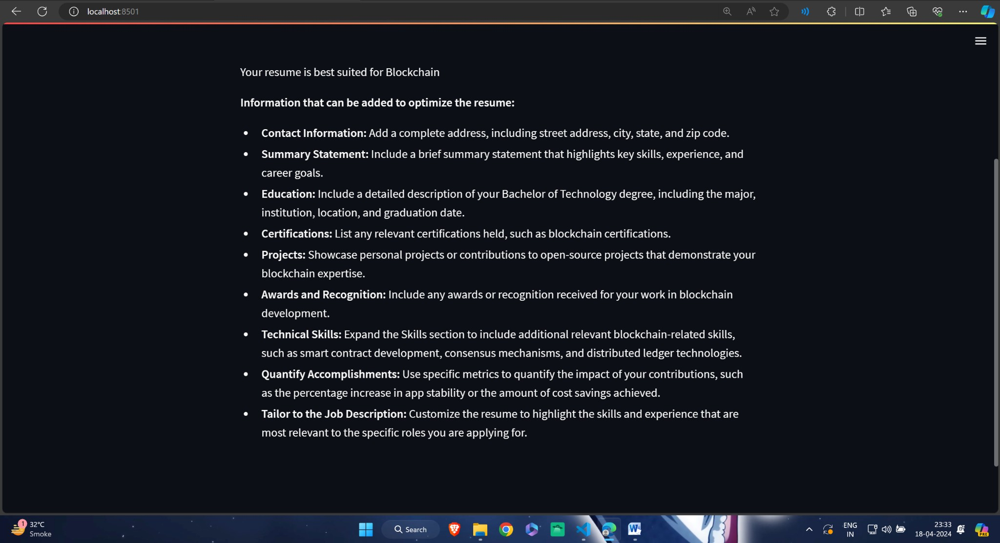 localhost:8501
Your resume is best suited for Blockchain
Information that can be added to optimize the resume:
• Contact Information: Add a complete address, including street address, city, state, and zip code.
• Summary Statement: Include a brief summary statement that highlights key skills, experience, and
career goals.
• Education: Include a detailed description of your Bachelor of Technology degree, including the major,
institution, location, and graduation date.
• Certifications: List any relevant certifications held, such as blockchain certifications.
• Projects: Showcase personal projects or contributions to open-source projects that demonstrate your
blockchain expertise.
• Awards and Recognition: Include any awards or recognition received for your work in blockchain
development.
• Technical Skills: Expand the Skills section to include additional relevant blockchain-related skills,
such as smart contract development, consensus mechanisms, and distributed ledger technologies.
• Quantify Accomplishments: Use specific metrics to quantify the impact of your contributions, such
as the percentage increase in app stability or the amount of cost savings achieved.
• Tailor to the Job Description: Customize the resume to highlight the skills and experience that are
most relevant to the specific roles you are applying for.
1
32°C
Smoke
Search
W
ENG
IN
23:33
18-04-2024
PRE